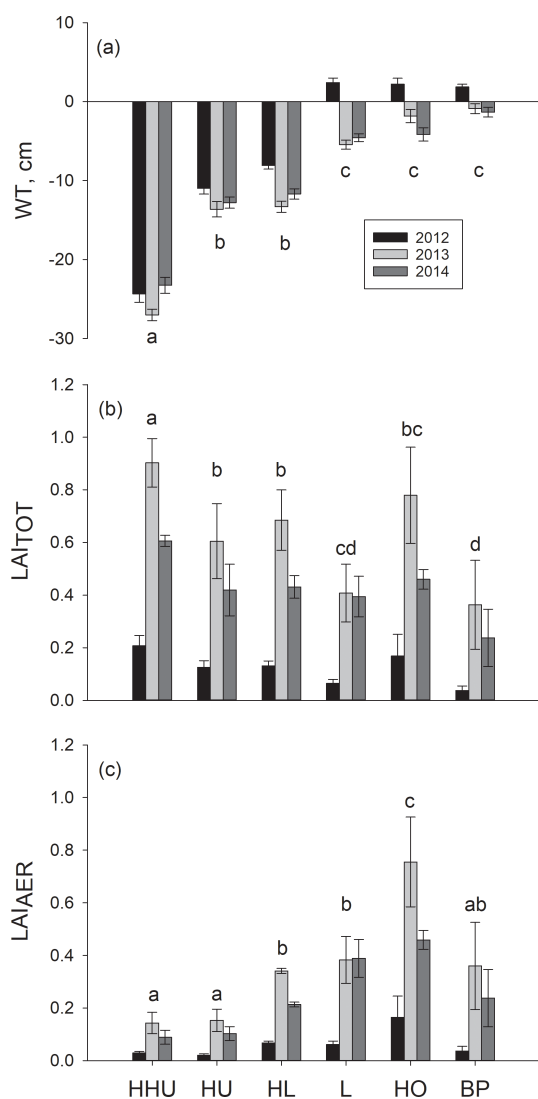 10
(a)
0
-10
-20
-30
WT, cm
c c c
b b
a
2012
2013
2014
1.2
(b)
1.0
0.8
0.6
0.4
0.2
0.0
LAITOT
a
b
b
cd
bc
d
1.2
(c)
1.0
0.8
0.6
0.4
0.2
0.0
LAIAER
a
a
b
b
c
ab
HHU HU HL L HO BP